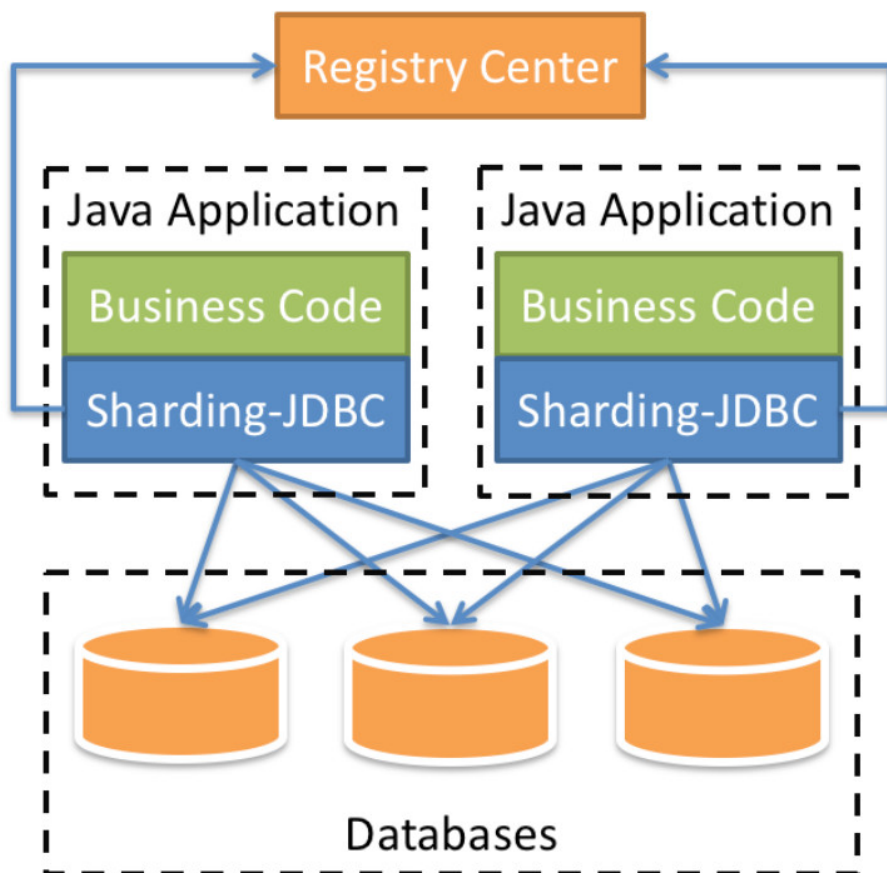 Registry Center
Java Application
Business Code
Sharding-JDBC
Java Application
Business Code
Sharding-JDBC
Databases